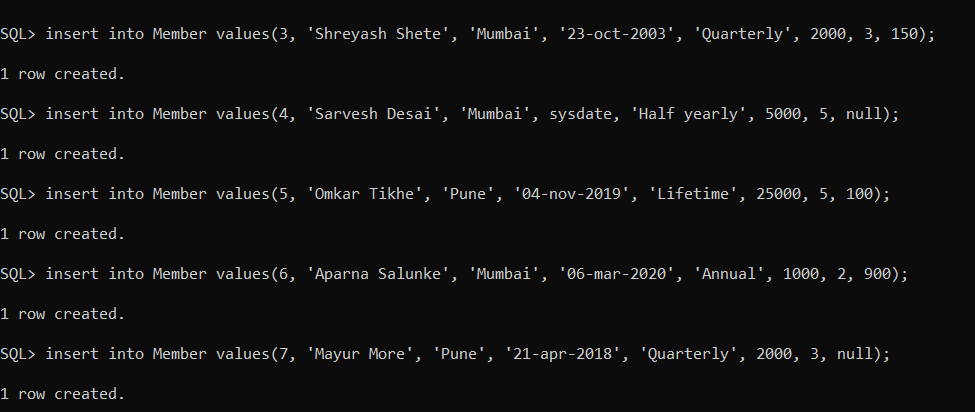 SQL> insert into Member values(3, 'Shreyash Shete', 'Mumbai', '23-oct-2003', 'Quarterly', 2000, 3, 150);
1 row created.
SQL> insert into Member values(4, 'Sarvesh Desai', 'Mumbai', sysdate, 'Half yearly', 5000, 5, null);
1 row created.
SQL> insert into Member values(5, 'Omkar Tikhe', 'Pune', '04-nov-2019', 'Lifetime', 25000, 5, 100);
1 row created.
SQL> insert into Member values(6, 'Aparna Salunke', 'Mumbai', '06-mar-2020', 'Annual', 1000, 2, 900);
1 row created.
SQL> insert into Member values(7, 'Mayur More', 'Pune', '21-apr-2018', 'Quarterly', 2000, 3, null);
1 row created.